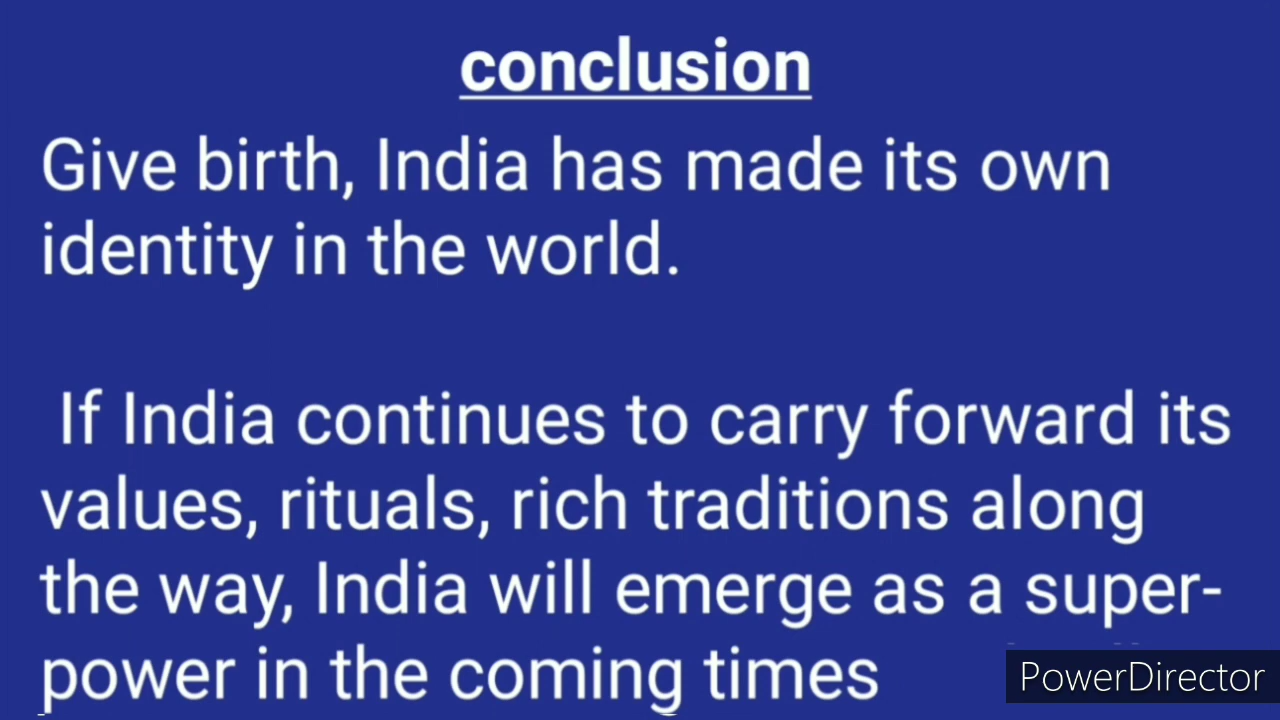 conclusion
Give birth, India has made its own
identity in the world.
If India continues to carry forward its
values, rituals, rich traditions along
the way, India will emerge as a super-
power in the coming times
PowerDirector